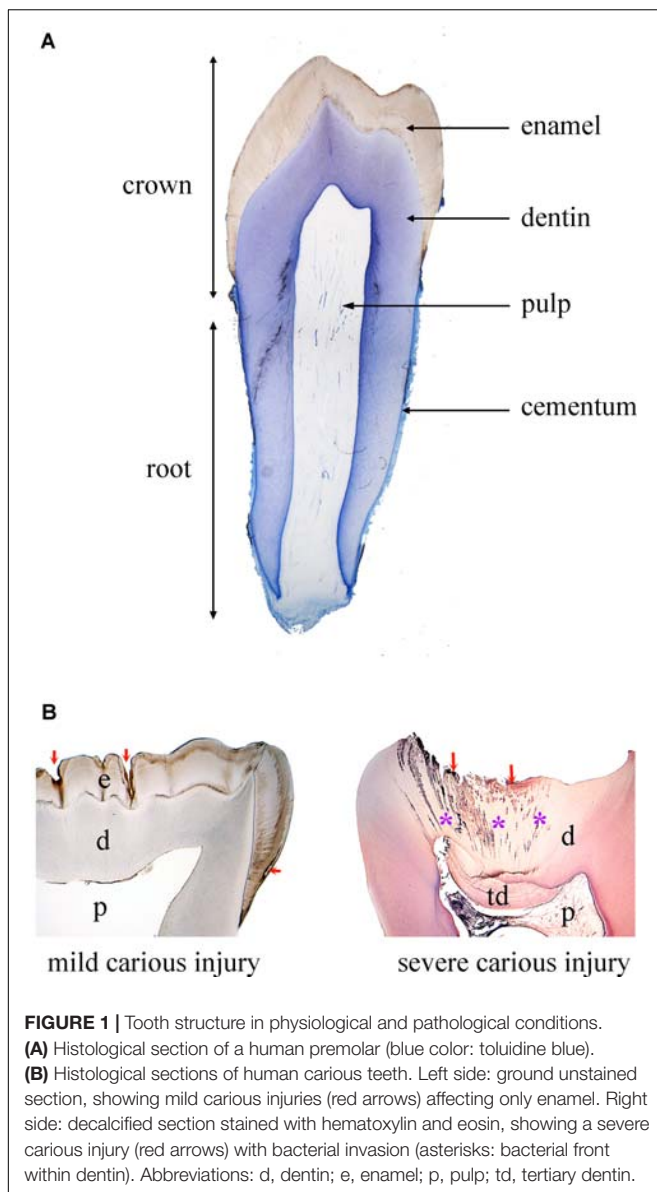 A
crown
enamel
dentin
pulp
cementum
root
B
e
d
p
mild carious injury
* * *
d
td
p
severe carious injury
FIGURE 1 | Tooth structure in physiological and pathological conditions.
(A) Histological section of a human premolar (blue color: toluidine blue).
(B) Histological sections of human carious teeth. Left side: ground unstained
section, showing mild carious injuries (red arrows) affecting only enamel. Right
side: decalcified section stained with hematoxylin and eosin, showing a severe
carious injury (red arrows) with bacterial invasion (asterisks: bacterial front
within dentin). Abbreviations: d, dentin; e, enamel; p, pulp; td, tertiary dentin.